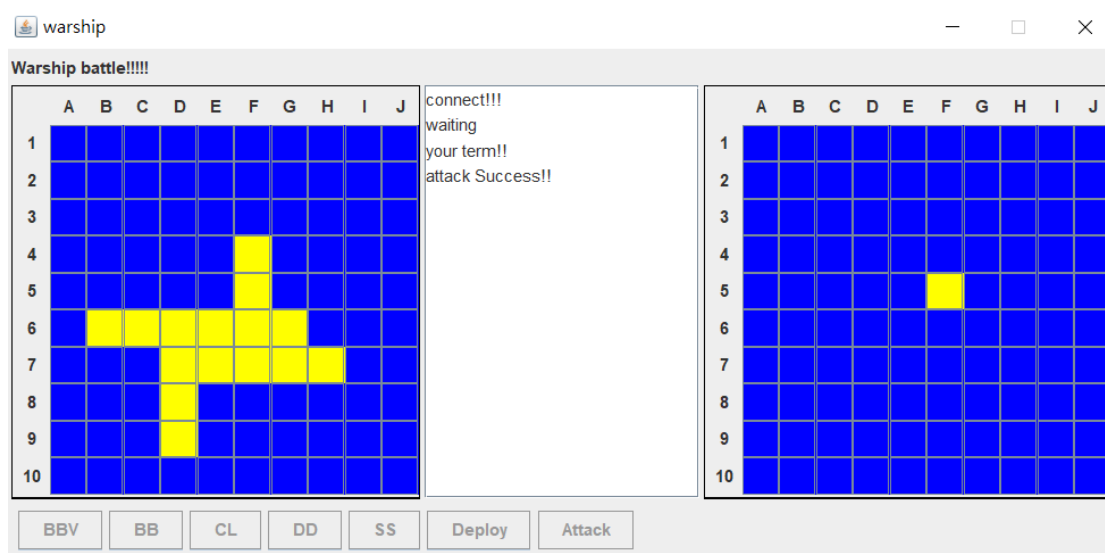 warship
Warship battle!!!!!
A B C D E F G H I J
1
2
3
4
5
6
7
8
9
10
connect!!!
waiting
your term!!
attack Success!!
A B C D E F G H I J
1
2
3
4
5
6
7
8
9
10
BBV BB CL DD SS Deploy Attack